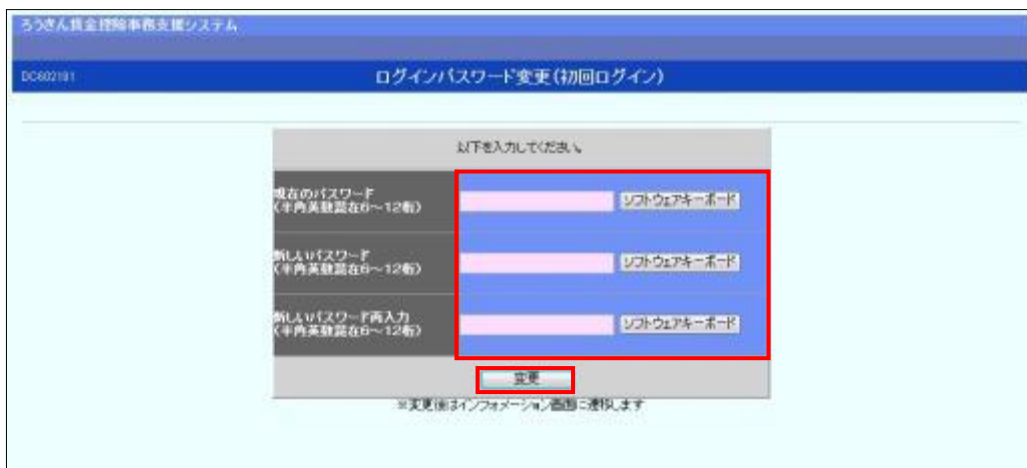 ろうきん賃金控除事務支援システム
DC602101
ログインパスワード変更(初回ログイン)
以下を入力してください。
現在のパスワード
(半角英数混在6～12桁)
ソフトウェアキーボード
新しいパスワード
(半角英数混在6～12桁)
ソフトウェアキーボード
新しいパスワード再入力
(半角英数混在6～12桁)
ソフトウェアキーボード
変更
※変更後はインフォメーション画面に遷移します